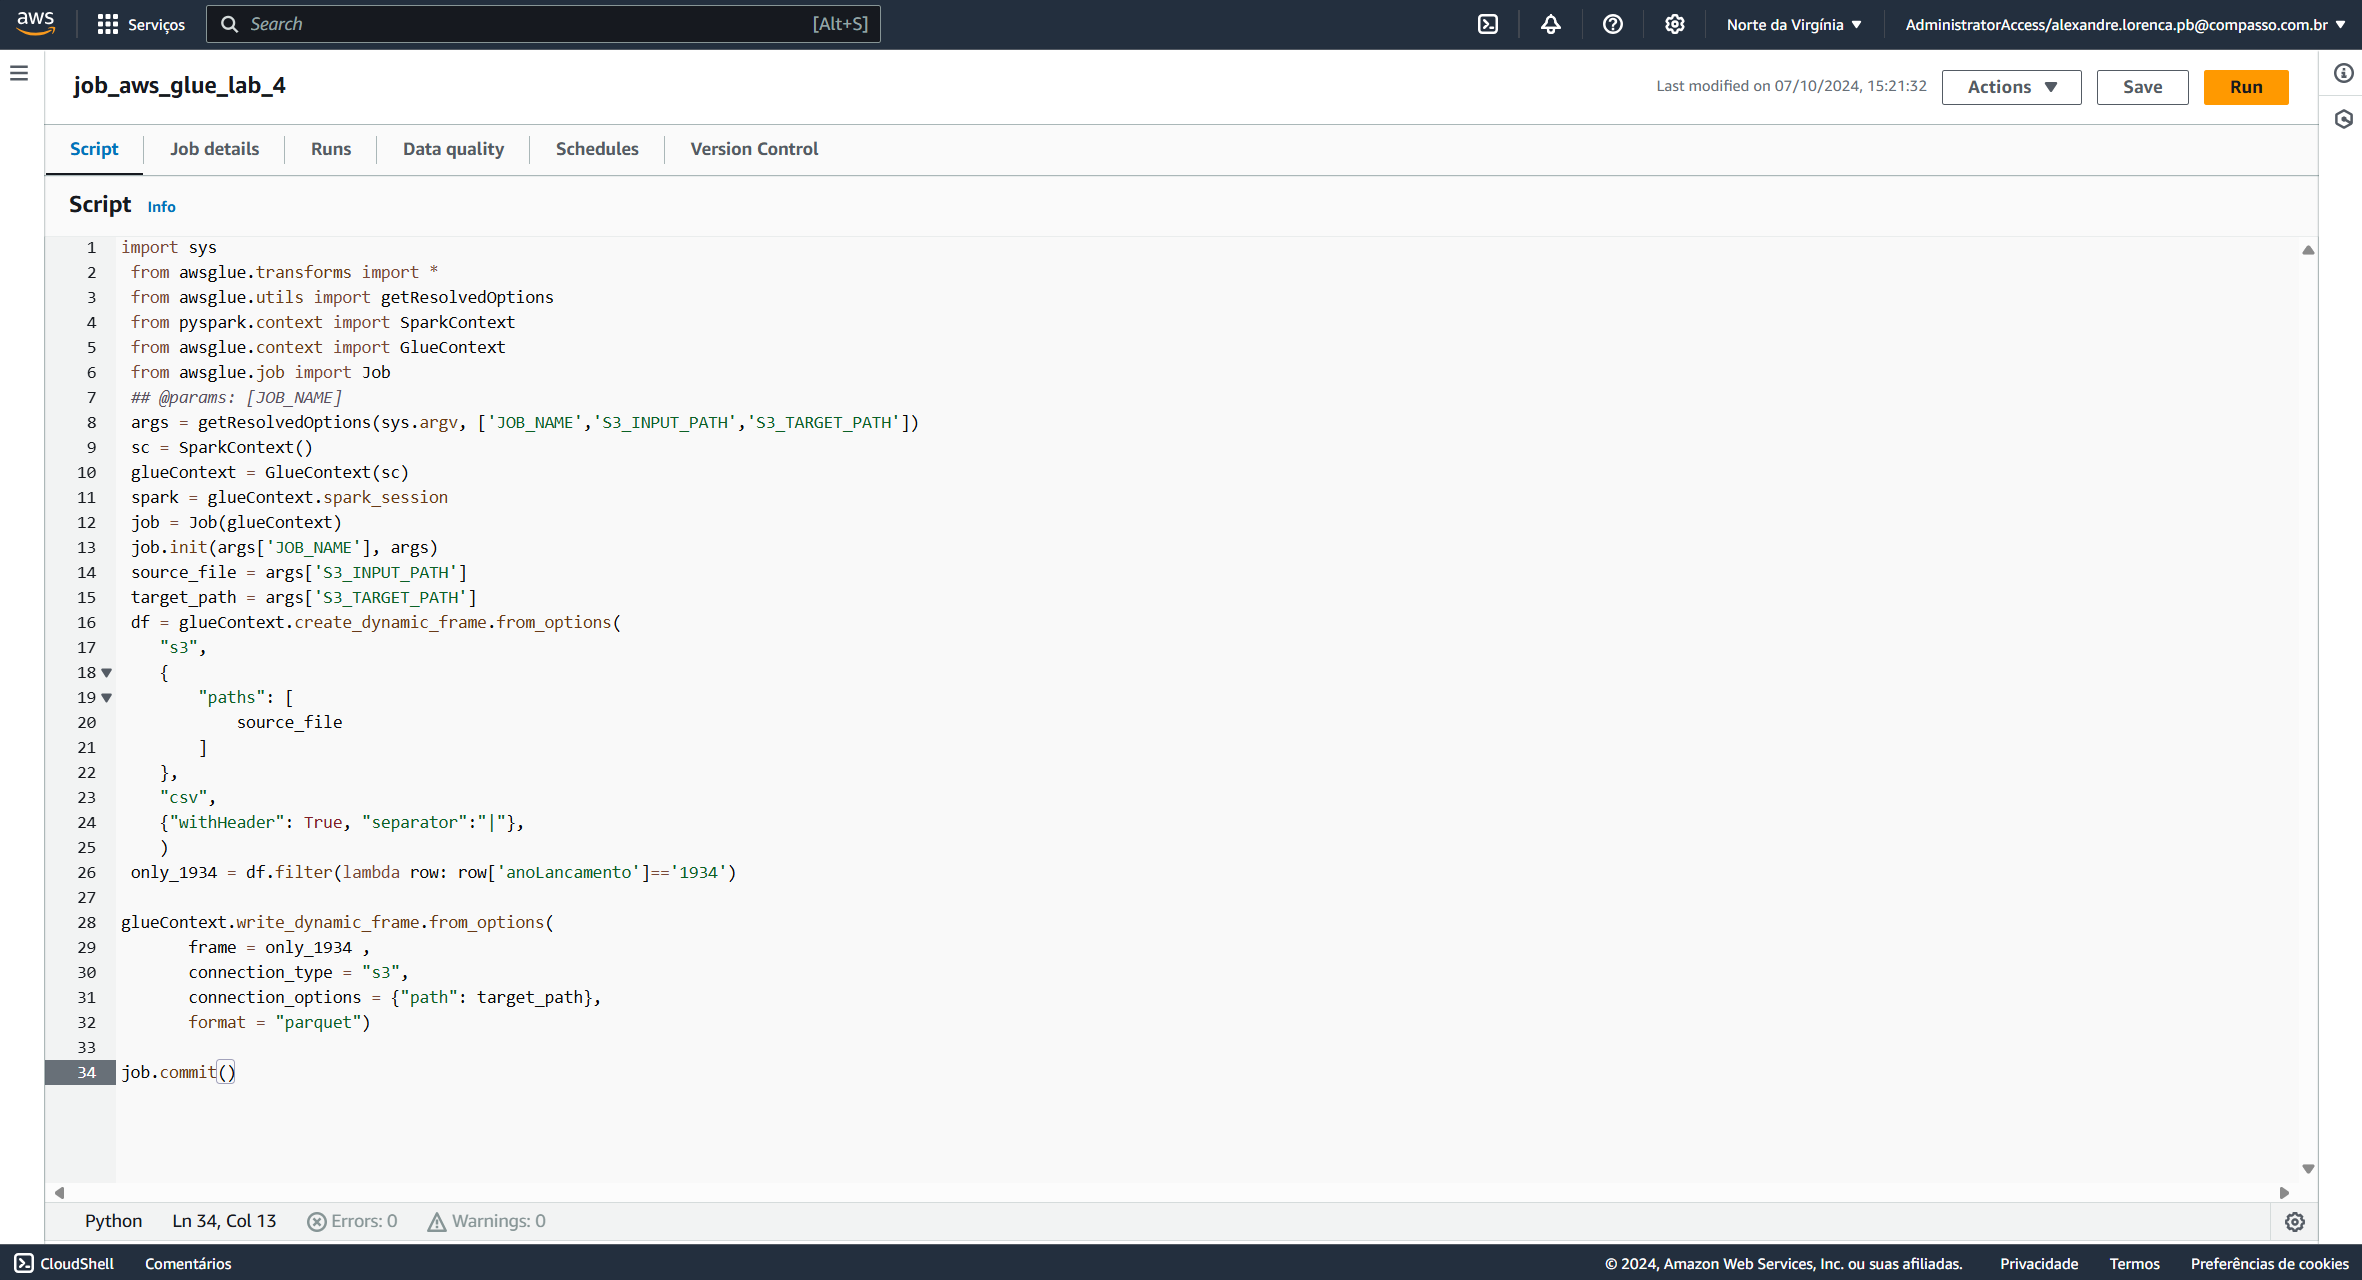 aws
Serviços
Search
[Alt+S]
Norte da Virgínia
AdministratorAccess/alexandre.lorenca.pb@compasso.com.br
job_aws_glue_lab_4
Last modified on 07/10/2024, 15:21:32
Actions
Save
Run
Script
Job details
Runs
Data quality
Schedules
Version Control
Script Info
1 import sys
2 from awsglue.transforms import *
3 from awsglue.utils import getResolvedOptions
4 from pyspark.context import SparkContext
5 from awsglue.context import GlueContext
6 from awsglue.job import Job
7 ## @params: [JOB_NAME]
8 args = getResolvedOptions(sys.argv, ['JOB_NAME','S3_INPUT_PATH','S3_TARGET_PATH'])
9 sc = SparkContext()
10 glueContext = GlueContext(sc)
11 spark = glueContext.spark_session
12 job = Job(glueContext)
13 job.init(args['JOB_NAME'], args)
14 source_file = args['S3_INPUT_PATH']
15 target_path = args['S3_TARGET_PATH']
16 df = glueContext.create_dynamic_frame.from_options(
17 "s3",
18 {
19 "paths": [
20 source_file
21 ]
22 },
23 "csv",
24 {"withHeader": True, "separator":"|"},
25 )
26 only_1934 = df.filter(lambda row: row['anoLancamento']=='1934')
27
28 glueContext.write_dynamic_frame.from_options(
29 frame = only_1934 ,
30 connection_type = "s3",
31 connection_options = {"path": target_path},
32 format = "parquet")
33
34 job.commit()
Python
Ln 34, Col 13
Errors: 0
Warnings: 0
CloudShell
Comentários
© 2024, Amazon Web Services, Inc. ou suas afiliadas.
Privacidade
Termos
Preferências de cookies